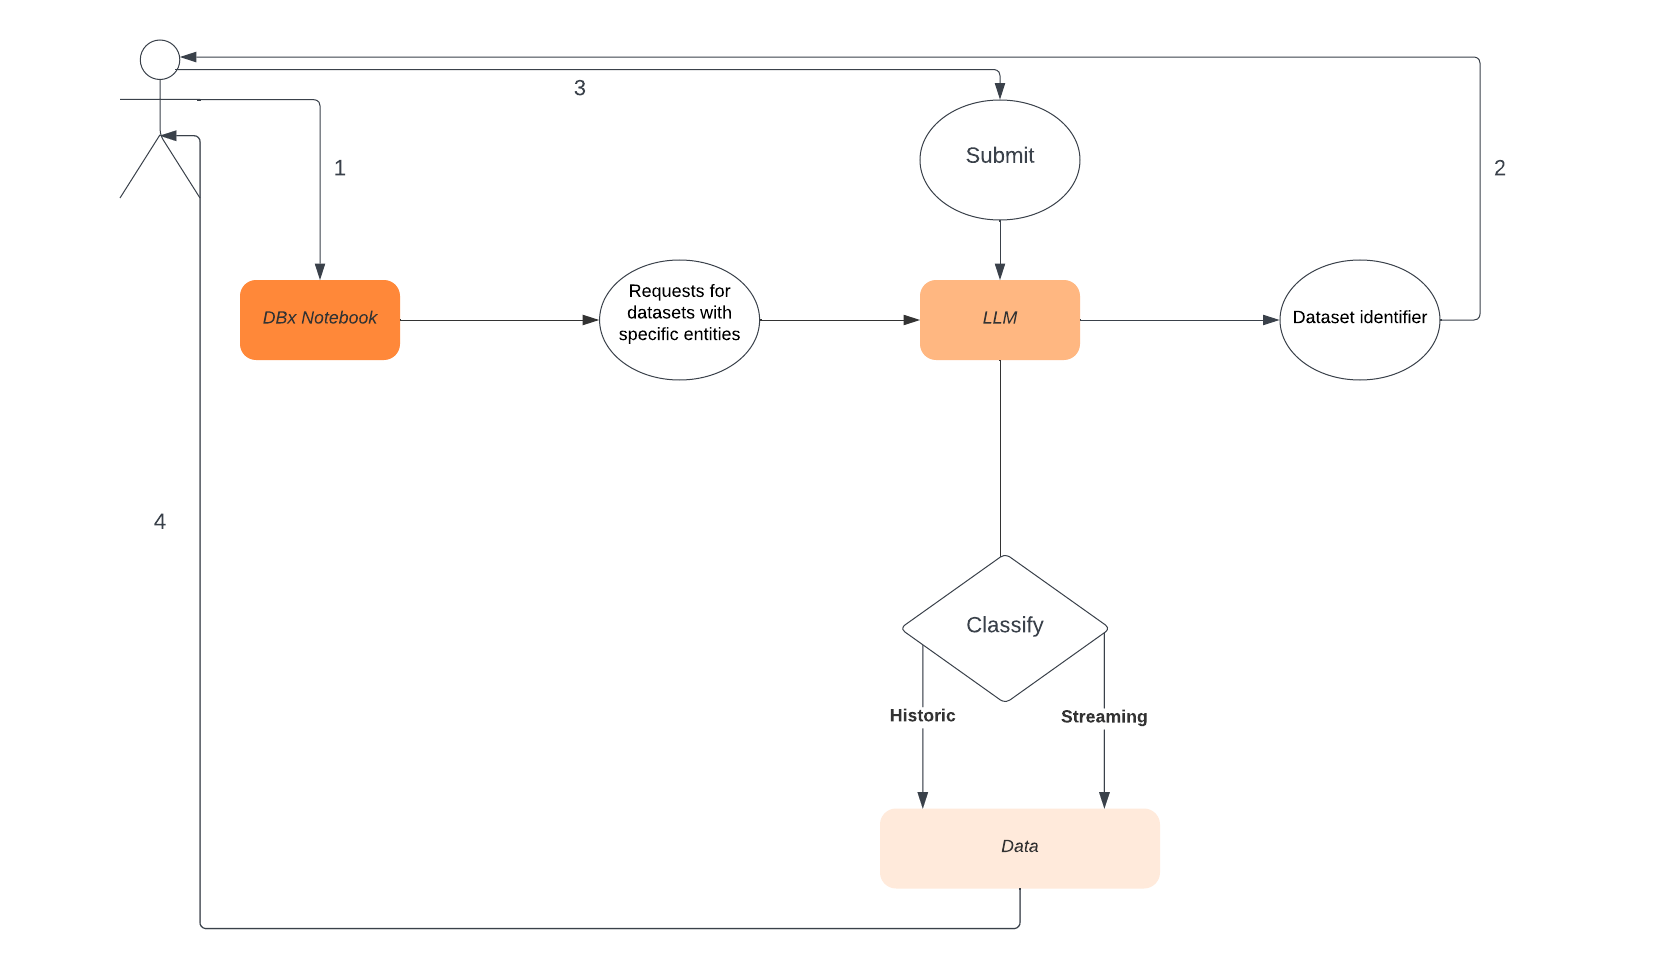 3
1
2
Submit
DBx Notebook
Requests for
datasets with
specific entities
LLM
Dataset identifier
4
Classify
Historic
Streaming
Data